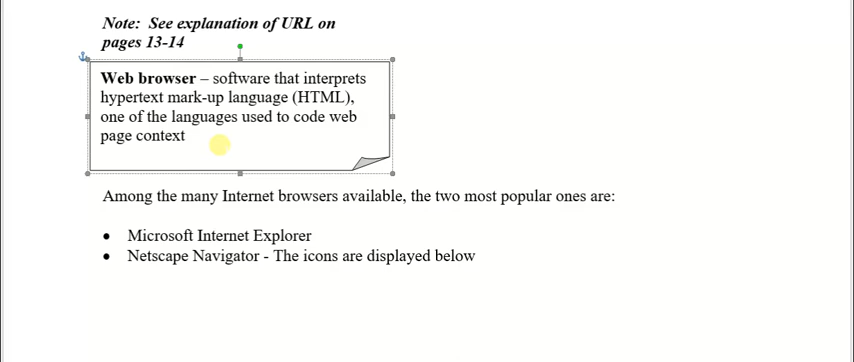 Note: See explanation of URL on
pages 13-14
Web browser – software that interprets
hypertext mark-up language (HTML),
one of the languages used to code web
page context
Among the many Internet browsers available, the two most popular ones are:
• Microsoft Internet Explorer
• Netscape Navigator - The icons are displayed below